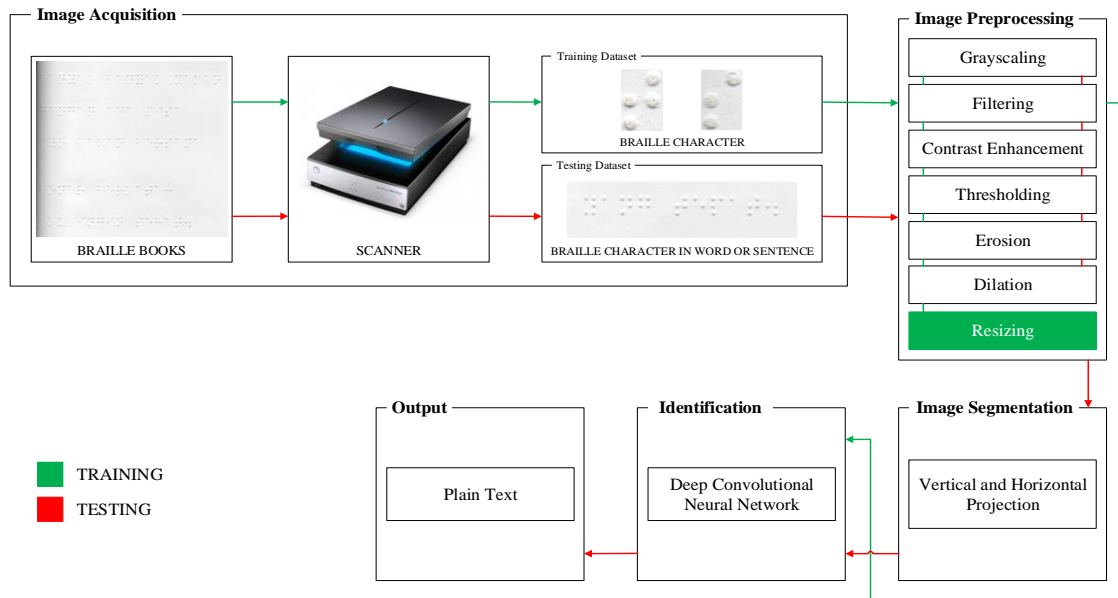 Image Acquisition
BRAILLE BOOKS
SCANNER
Training Dataset
BRAILLE CHARACTER
Testing Dataset
BRAILLE CHARACTER IN WORD OR SENTENCE
Image Preprocessing
Grayscaling
Filtering
Contrast Enhancement
Thresholding
Erosion
Dilation
Resizing
Output
Plain Text
Identification
Deep Convolutional
Neural Network
Image Segmentation
Vertical and Horizontal
Projection
TRAINING
TESTING